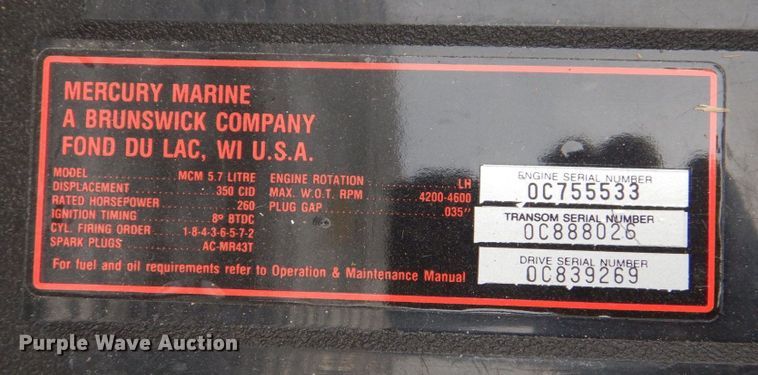 MERCURY MARINE
A BRUNSWICK COMPANY
FOND DU LAC, WI U.S.A.
MODEL MCM 5.7 LITRE
DISPLACEMENT 350 CID
RATED HORSEPOWER 260
IGNITION TIMING 8º BTDC
CYL. FIRING ORDER 1-8-4-3-6-5-7-2
SPARK PLUGS AC-MR43T
ENGINE ROTATION LH
MAX. W.O.T. RPM 4200-4600
PLUG GAP .035"
For fuel and oil requirements refer to Operation & Maintenance Manual
ENGINE SERIAL NUMBER
0C755533
TRANSOM SERIAL NUMBER
0C888026
DRIVE SERIAL NUMBER
0C839269
Purple Wave Auction